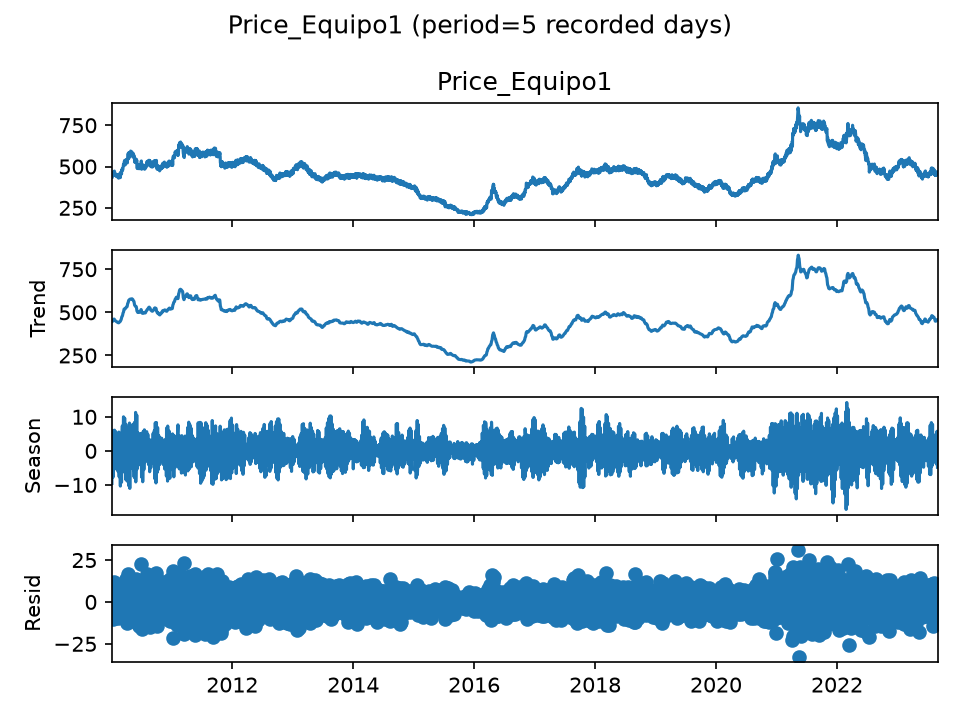 Price_Equipo1 (period=5 recorded days)
Price_Equipo1
750
500
250
Trend
750
500
250
Season
10
0
−10
Resid
25
0
−25
2012 2014 2016 2018 2020 2022